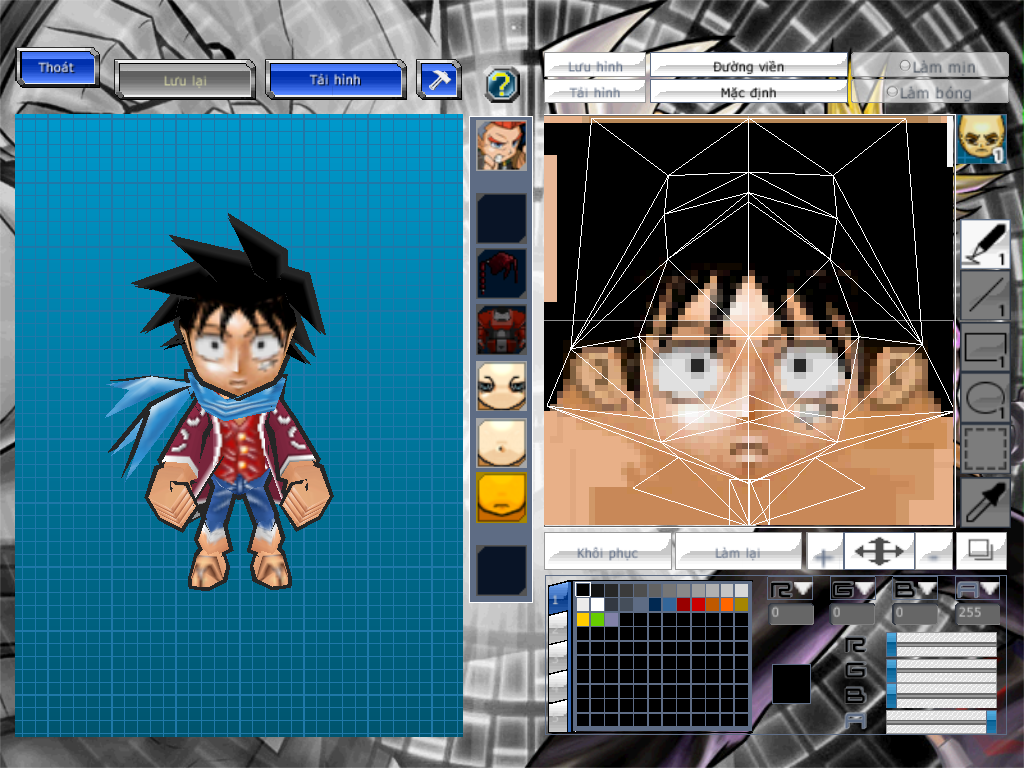 Thoát
Lưu lại
Tải hình
?
Lưu hình
Đường viền
Làm mịn
Tải hình
Mặc định
Làm bóng
1
1
1
1
1
Khôi phục
Làm lại
+
-
1
R
G
B
A
0
0
0
255
R
G
B
A